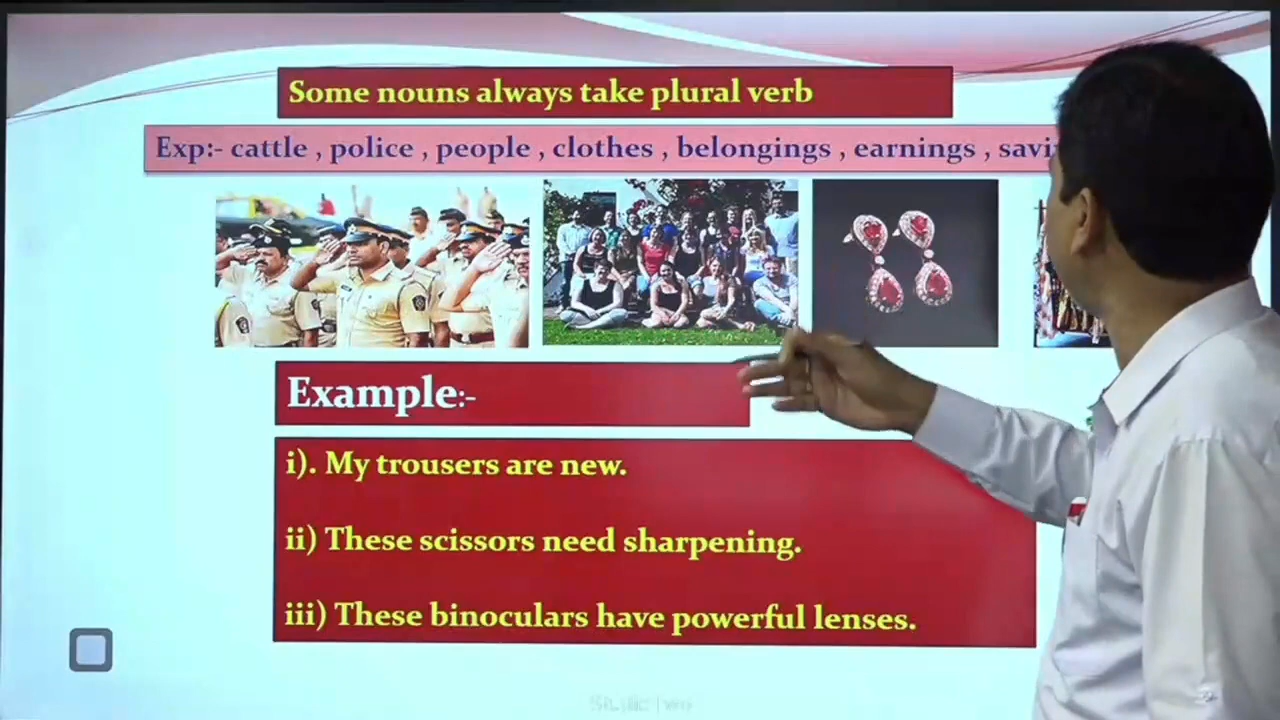 Some nouns always take plural verb
Exp:- cattle , police , people , clothes , belongings , earnings ,
Example:-
i). My trousers are new.
ii) These scissors need sharpening.
iii) These binoculars have powerful lenses.